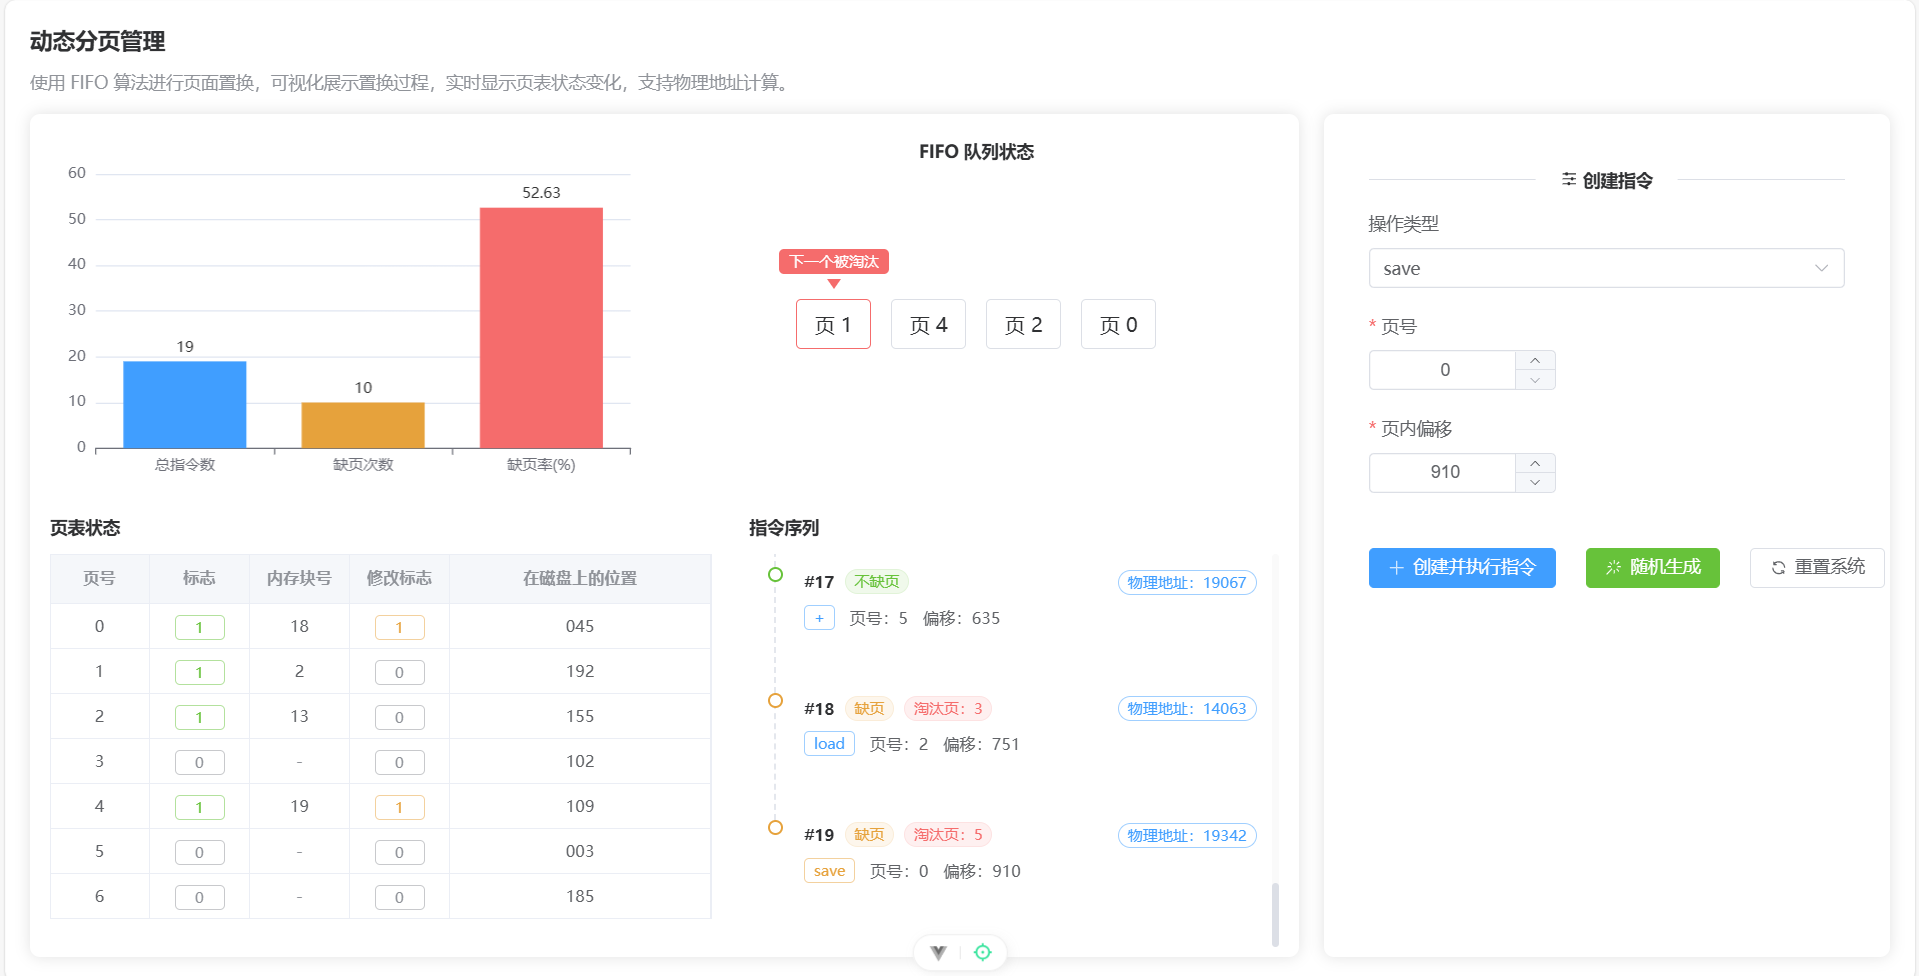 动态分页管理
使用 FIFO 算法进行页面置换，可视化展示置换过程，实时显示页表状态变化，支持物理地址计算。
60
50
40
30
20
10
0
19
10
52.63
总指令数
缺页次数
缺页率(%)
FIFO 队列状态
下一个被淘汰
页 1
页 4
页 2
页 0
页表状态
页号 标志 内存块号 修改标志 在磁盘上的位置
0 1 18 1 045
1 1 2 0 192
2 1 13 0 155
3 0 - 0 102
4 1 19 1 109
5 0 - 0 003
6 0 - 0 185
指令序列
#17 不缺页 物理地址：19067
+ 页号：5 偏移：635
#18 缺页 淘汰页：3 物理地址：14063
load 页号：2 偏移：751
#19 缺页 淘汰页：5 物理地址：19342
save 页号：0 偏移：910
创建指令
操作类型
save
* 页号
0
* 页内偏移
910
+ 创建并执行指令
随机生成
重置系统